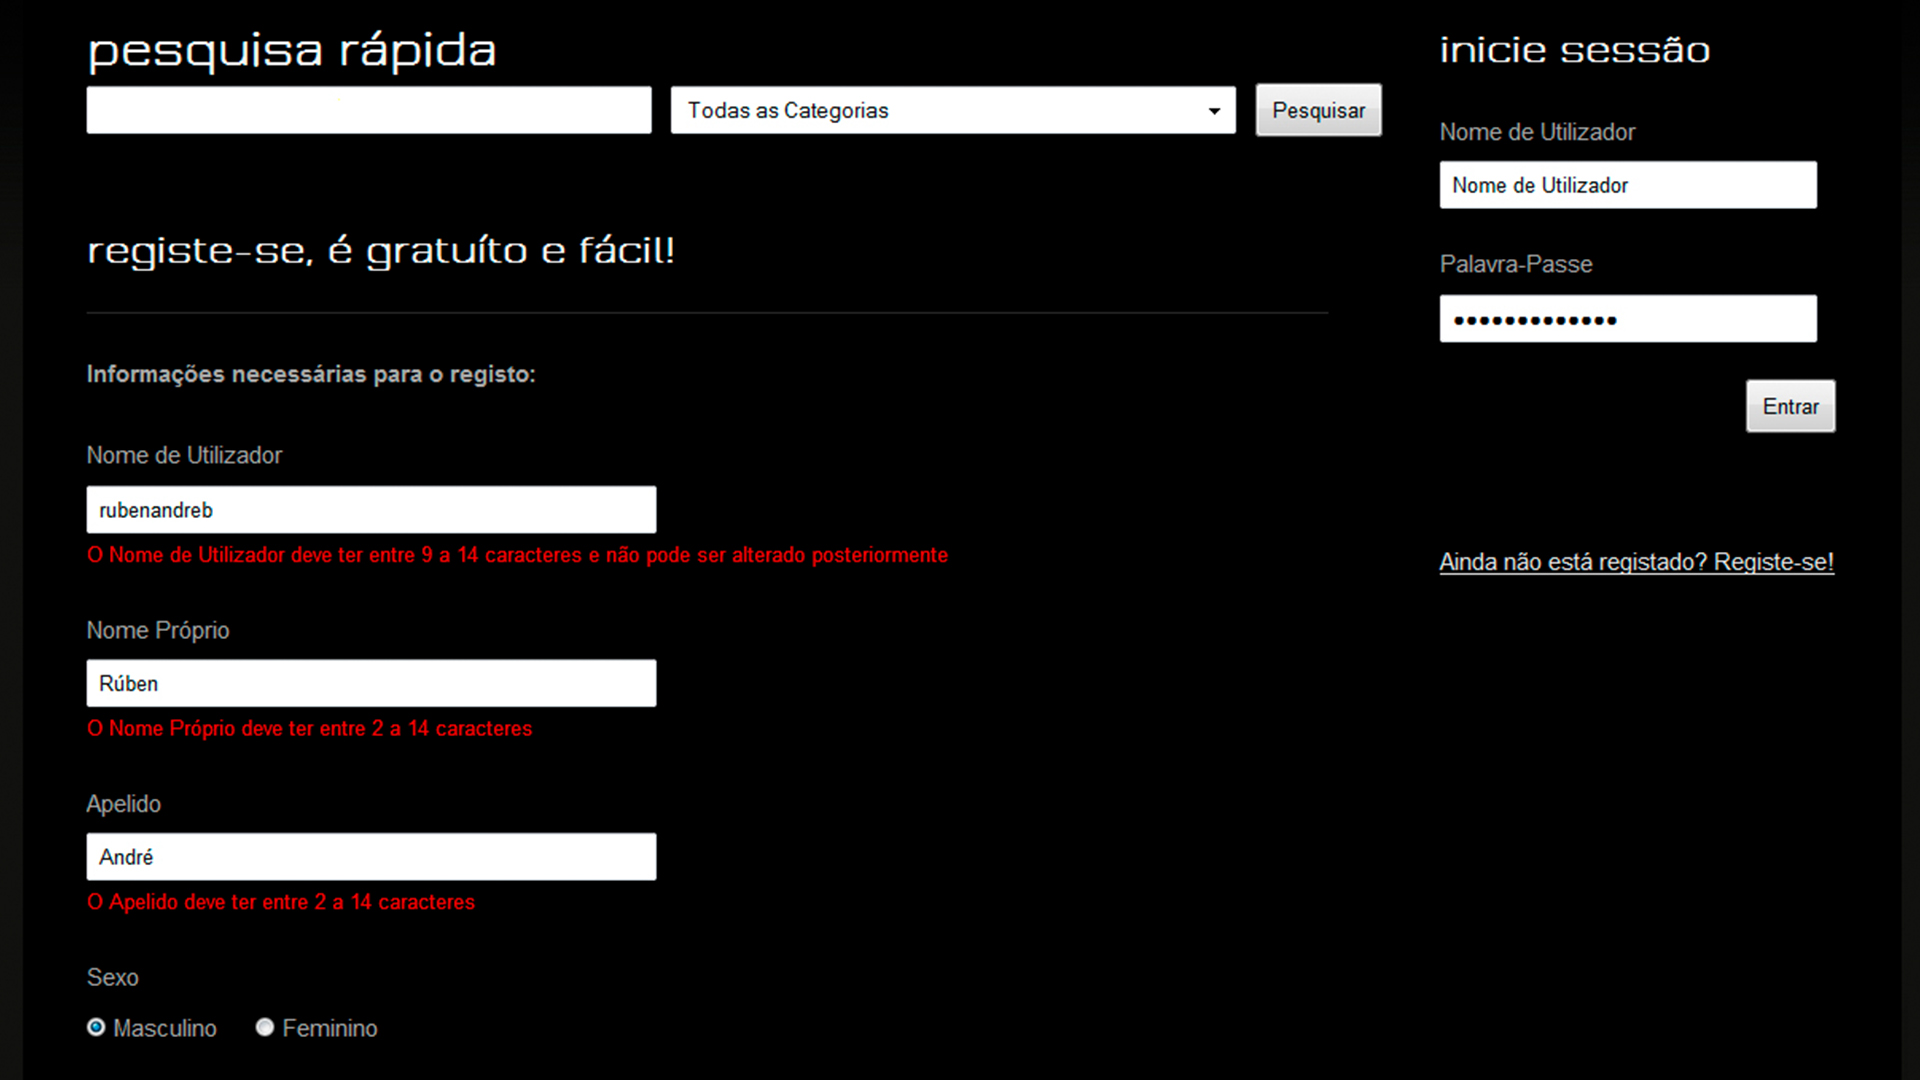 pesquisa rápida
Todas as Categorias
Pesquisar
registe-se, é gratuíto e fácil!
Informações necessárias para o registo:
Nome de Utilizador
rubenandreb
O Nome de Utilizador deve ter entre 9 a 14 caracteres e não pode ser alterado posteriormente
Nome Próprio
Rúben
O Nome Próprio deve ter entre 2 a 14 caracteres
Apelido
André
O Apelido deve ter entre 2 a 14 caracteres
Sexo
Masculino Feminino
inicie sessão
Nome de Utilizador
Nome de Utilizador
Palavra-Passe
•••••••••••••
Entrar
Ainda não está registado? Registe-se!